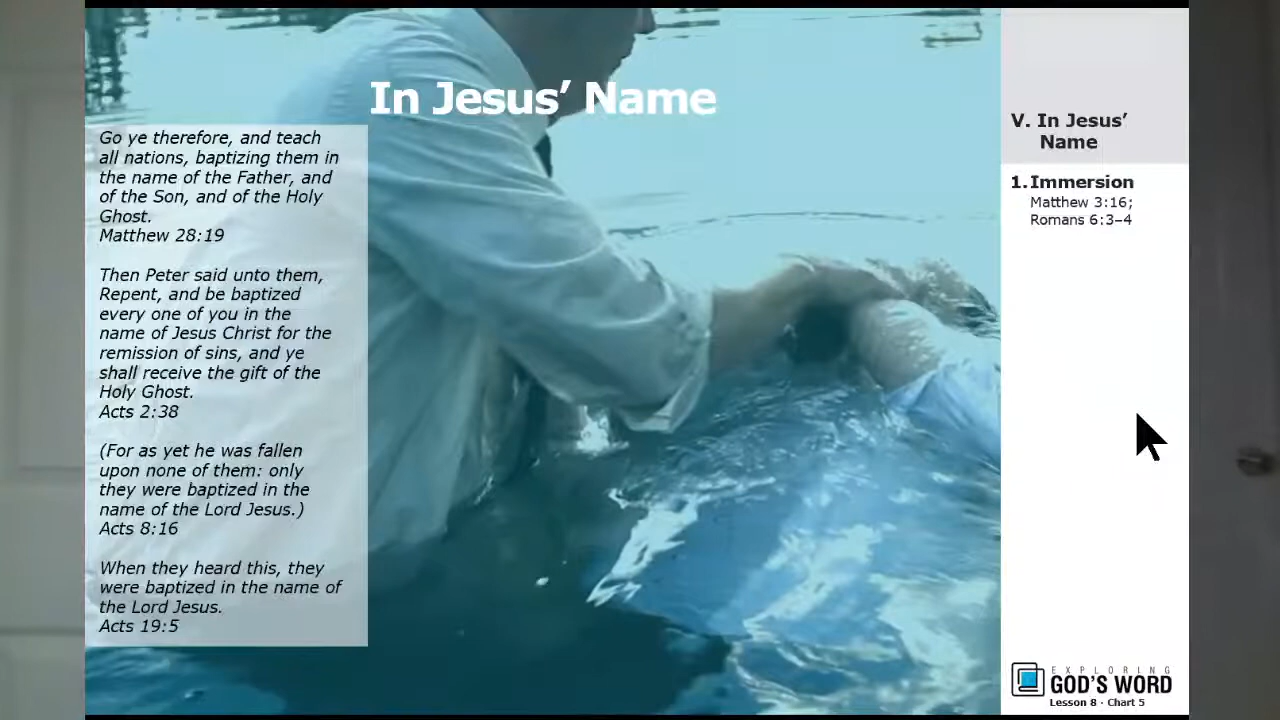 In Jesus’ Name
Go ye therefore, and teach
all nations, baptizing them in
the name of the Father, and
of the Son, and of the Holy
Ghost.
Matthew 28:19
Then Peter said unto them,
Repent, and be baptized
every one of you in the
name of Jesus Christ for the
remission of sins, and ye
shall receive the gift of the
Holy Ghost.
Acts 2:38
(For as yet he was fallen
upon none of them: only
they were baptized in the
name of the Lord Jesus.)
Acts 8:16
When they heard this, they
were baptized in the name of
the Lord Jesus.
Acts 19:5
V. In Jesus’
Name
1. Immersion
Matthew 3:16;
Romans 6:3–4
EXPLORING
GOD'S WORD
Lesson 8 · Chart 5